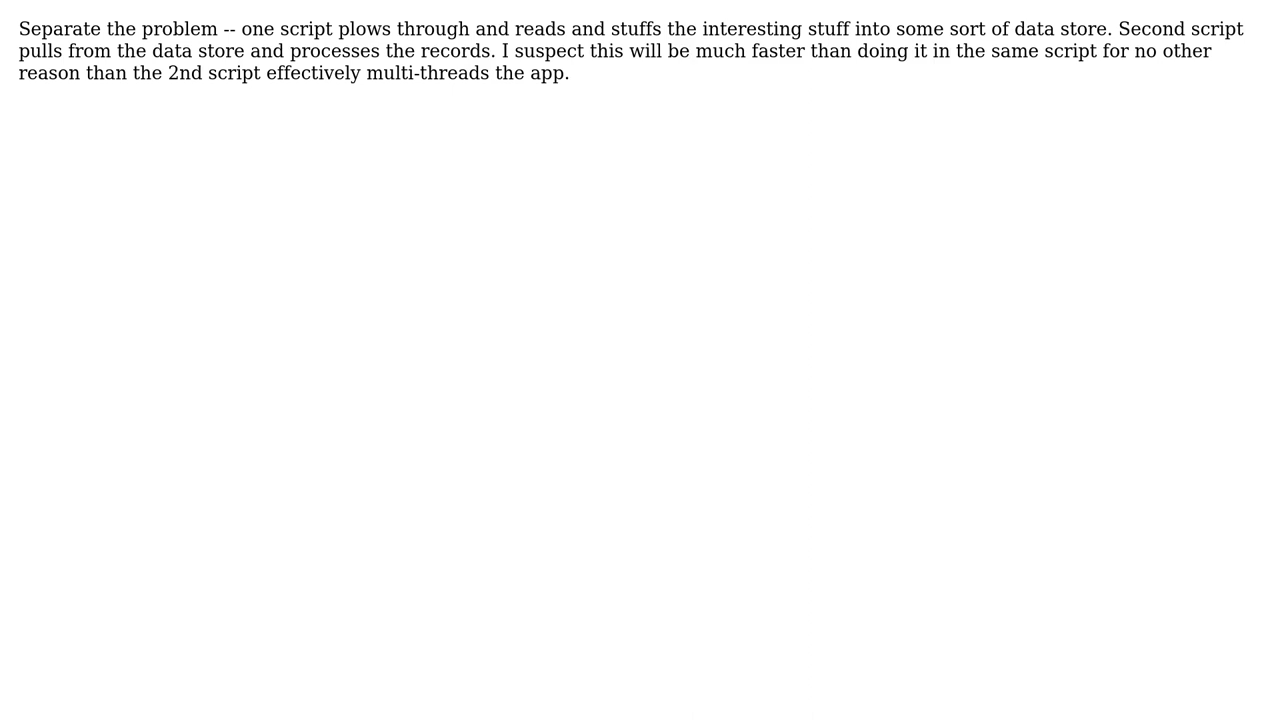 Separate the problem -- one script plows through and reads and stuffs the interesting stuff into some sort of data store. Second script
pulls from the data store and processes the records. I suspect this will be much faster than doing it in the same script for no other
reason than the 2nd script effectively multi-threads the app.